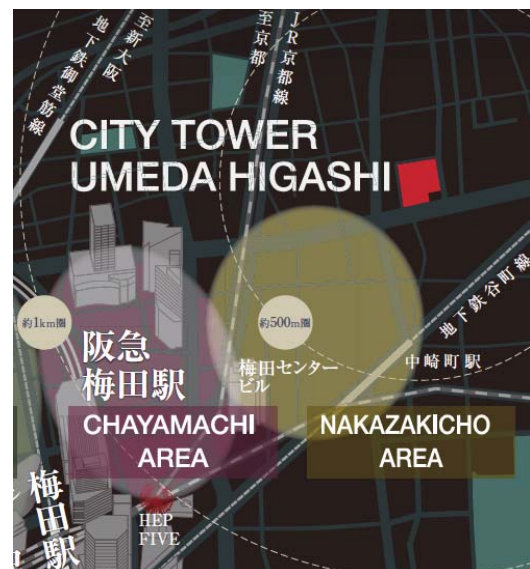 至新大阪
地下鉄御堂筋線
JR京都線
至京都
CITY TOWER
UMEDA HIGASHI
約1km圏
約500m圏
地下鉄谷町線
中崎町駅
阪急
梅田駅
梅田センター
ビル
CHAYAMACHI
AREA
NAKAZAKICHO
AREA
梅田駅
HEP
FIVE